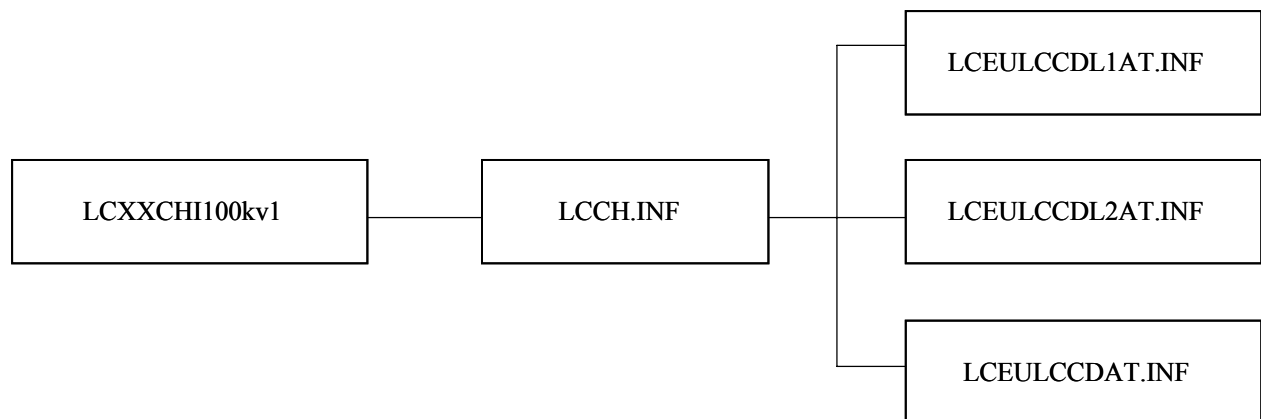 LCXXCHI100kv1
LCCH.INF
LCEULCCDL1AT.INF
LCEULCCDL2AT.INF
LCEULCCDAT.INF